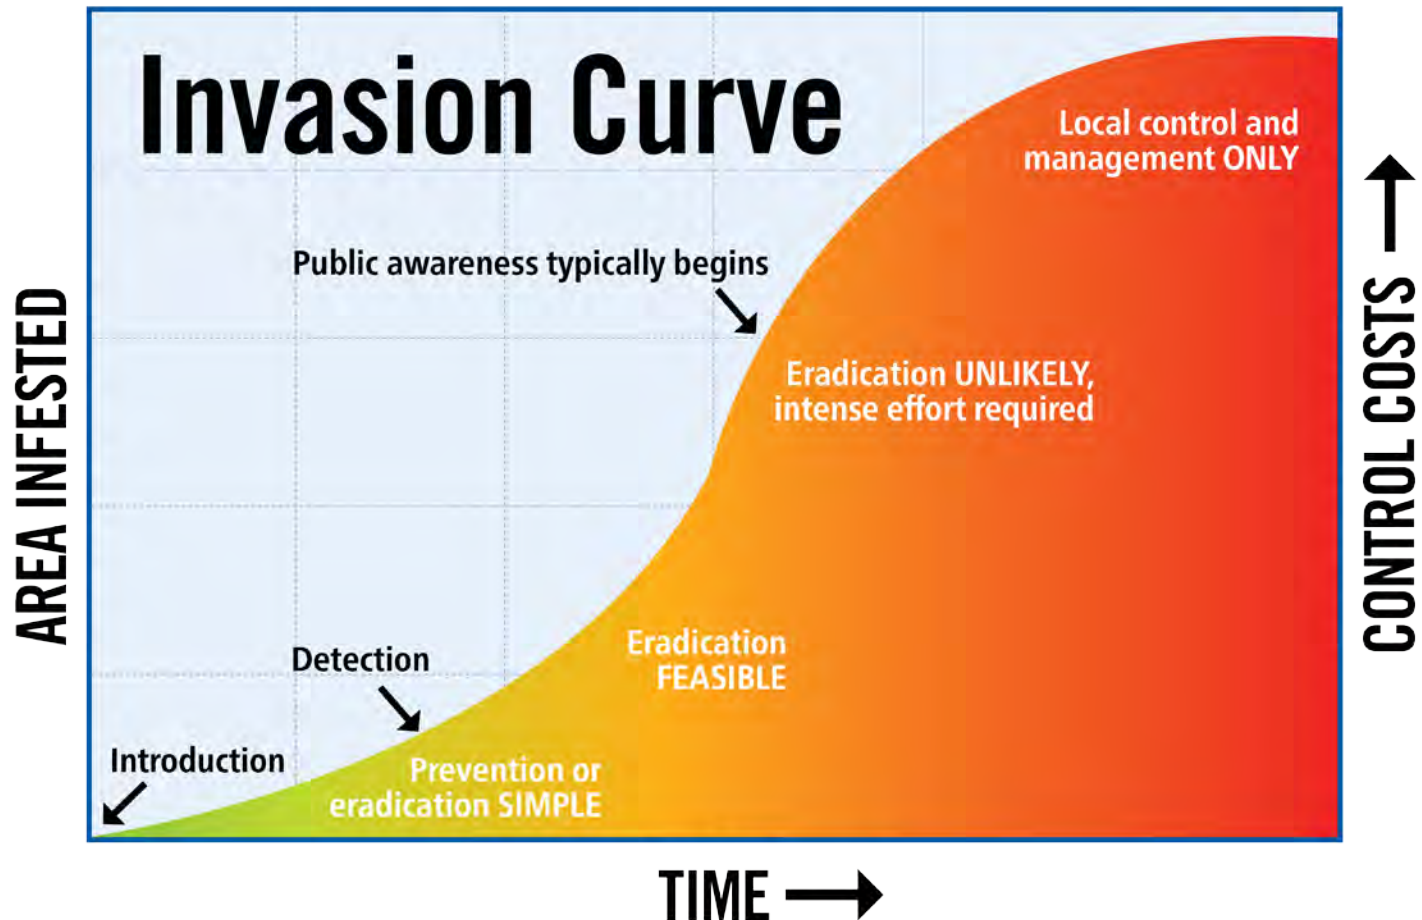 Invasion Curve
Local control and
management ONLY
Public awareness typically begins
Eradication UNLIKELY,
intense effort required
Eradication
FEASIBLE
Detection
Introduction
Prevention or
eradication SIMPLE
AREA INFESTED
CONTROL COSTS
TIME